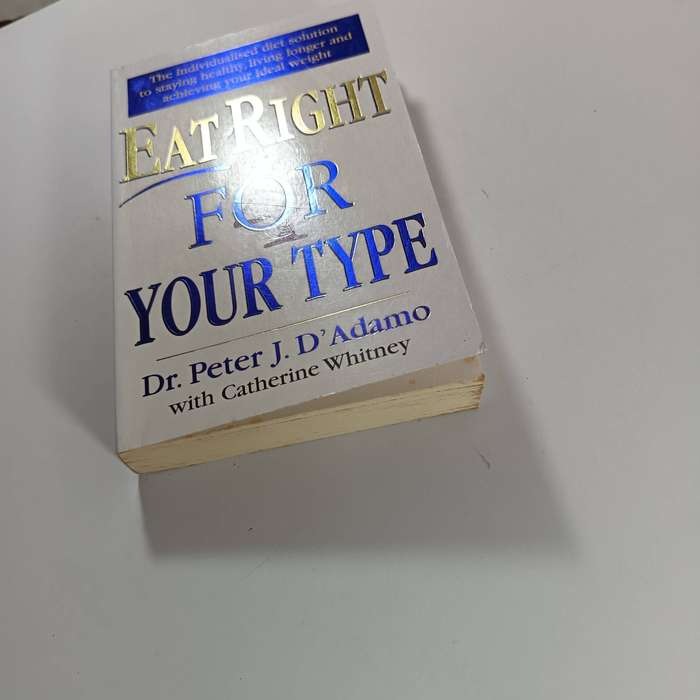 The individualised diet solution
to staying healthy, living longer and
achieving your ideal weight
EAT RIGHT
FOR
YOUR TYPE
Dr. Peter J. D'Adamo
with Catherine Whitney